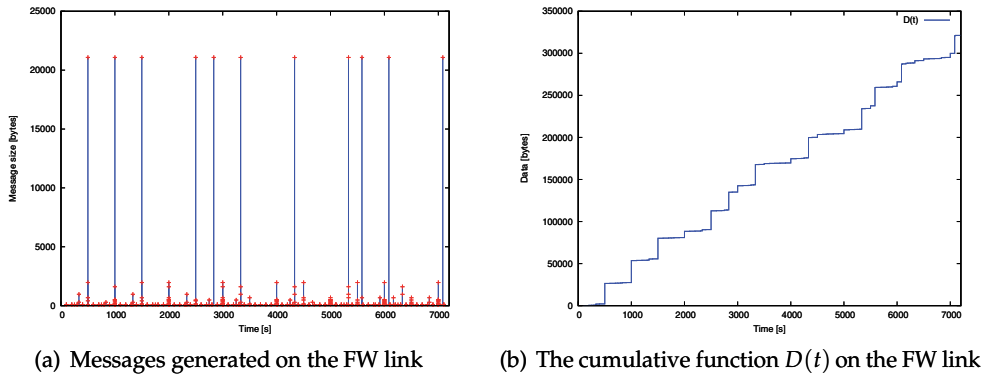 25000
20000
15000
10000
5000
0
Message size [bytes]
0 1000 2000 3000 4000 5000 6000 7000
Time [s]
(a) Messages generated on the FW link
350000
300000
250000
200000
150000
100000
50000
0
Data [bytes]
D(t)
1000 2000 3000 4000 5000 6000 7000
Time [s]
(b) The cumulative function D(t) on the FW link